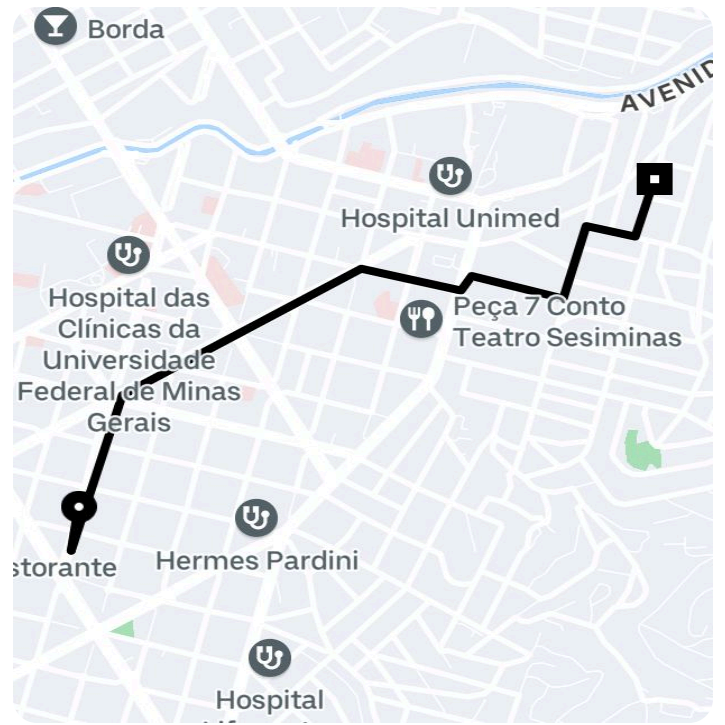 Borda
AVENID
Hospital Unimed
Hospital das
Clínicas da
Universidade
Federal de Minas
Gerais
Peça 7 Conto
Teatro Sesiminas
storante
Hermes Pardini
Hospital